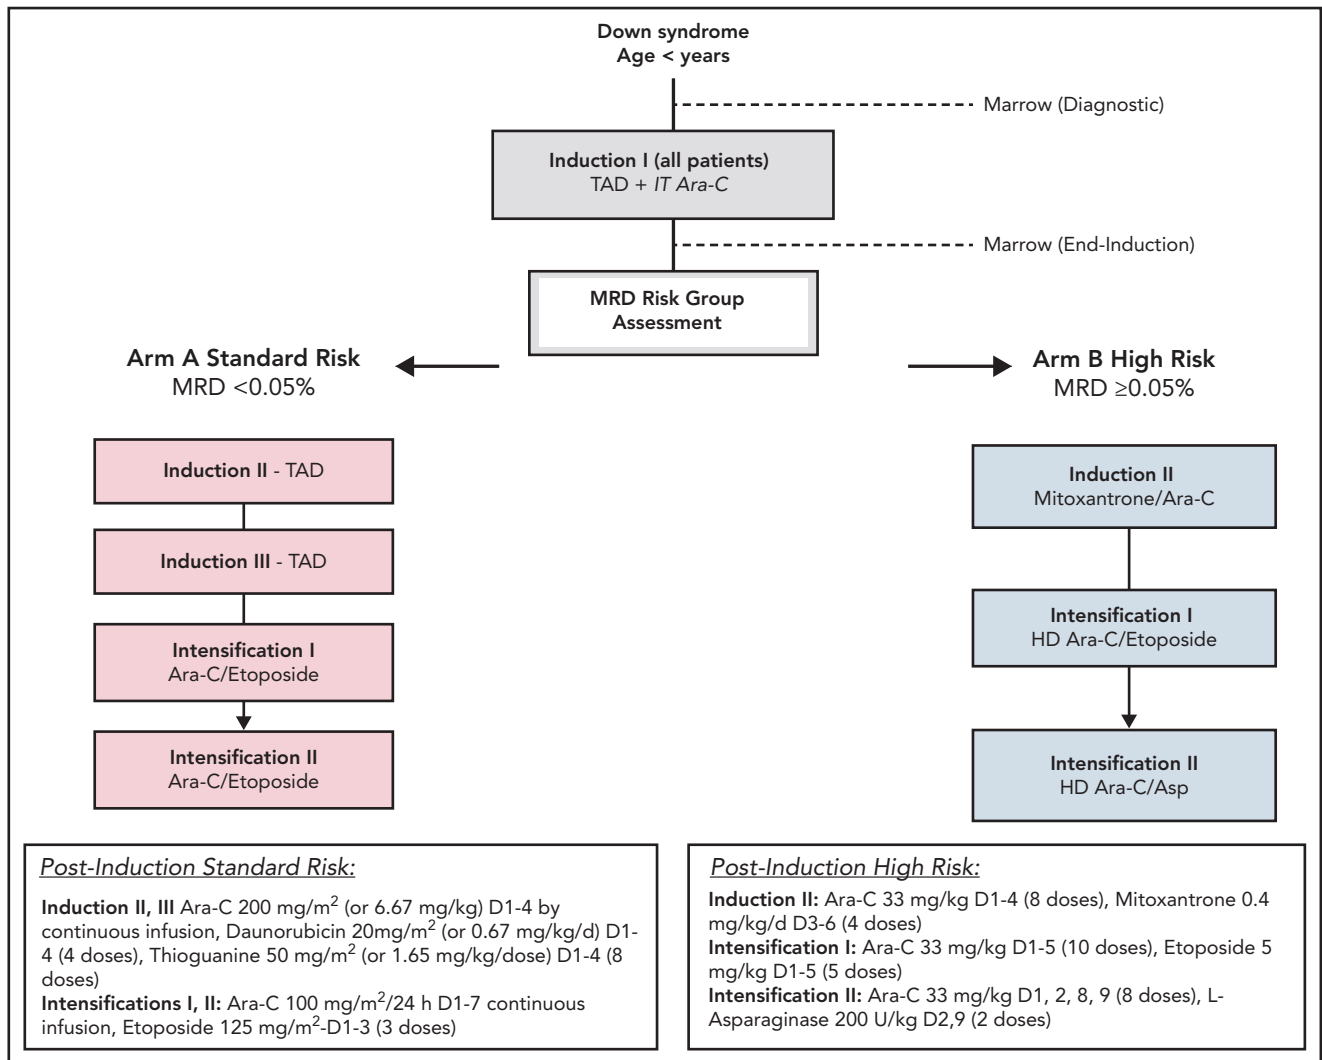 Down syndrome
Age < years
Marrow (Diagnostic)
Induction I (all patients)
TAD + IT Ara-C
Marrow (End-Induction)
MRD Risk Group
Assessment
Arm A Standard Risk
MRD <0.05%
Arm B High Risk
MRD ≥0.05%
Induction II - TAD
Induction III - TAD
Intensification I
Ara-C/Etoposide
Intensification II
Ara-C/Etoposide
Induction II
Mitoxantrone/Ara-C
Intensification I
HD Ara-C/Etoposide
Intensification II
HD Ara-C/Asp
Post-Induction Standard Risk:
Induction II, III Ara-C 200 mg/m² (or 6.67 mg/kg) D1-4 by
continuous infusion, Daunorubicin 20mg/m² (or 0.67 mg/kg/d) D1-
4 (4 doses), Thioguanine 50 mg/m² (or 1.65 mg/kg/dose) D1-4 (8
doses)
Intensifications I, II: Ara-C 100 mg/m²/24 h D1-7 continuous
infusion, Etoposide 125 mg/m²-D1-3 (3 doses)
Post-Induction High Risk:
Induction II: Ara-C 33 mg/kg D1-4 (8 doses), Mitoxantrone 0.4
mg/kg/d D3-6 (4 doses)
Intensification I: Ara-C 33 mg/kg D1-5 (10 doses), Etoposide 5
mg/kg D1-5 (5 doses)
Intensification II: Ara-C 33 mg/kg D1, 2, 8, 9 (8 doses), L-
Asparaginase 200 U/kg D2,9 (2 doses)